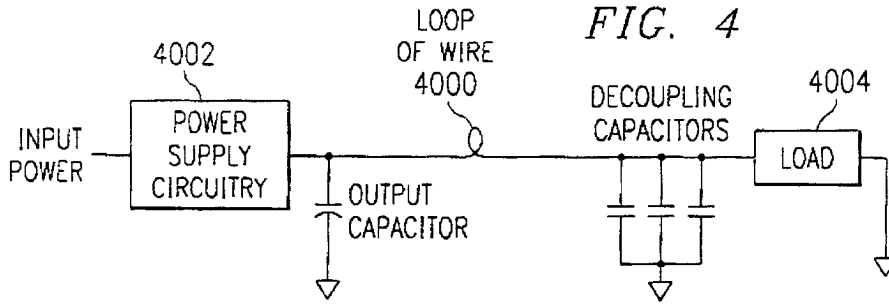 FIG. 4
LOOP
OF WIRE
4000
4002
DECOUPLING
CAPACITORS
4004
INPUT
POWER
POWER
SUPPLY
CIRCUITRY
LOAD
OUTPUT
CAPACITOR